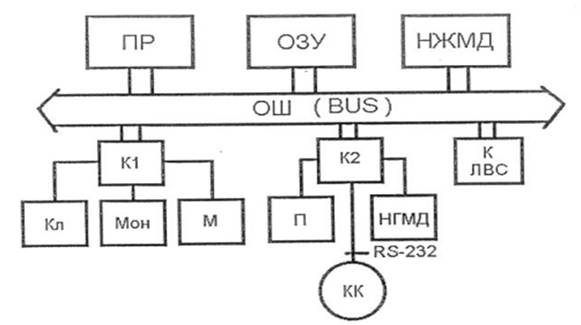 ПР
ОЗУ
НЖМД
ОШ ( BUS )
К1
К2
К
ЛВС
Кл
Мон
М
П
НГМД
RS-232
КК